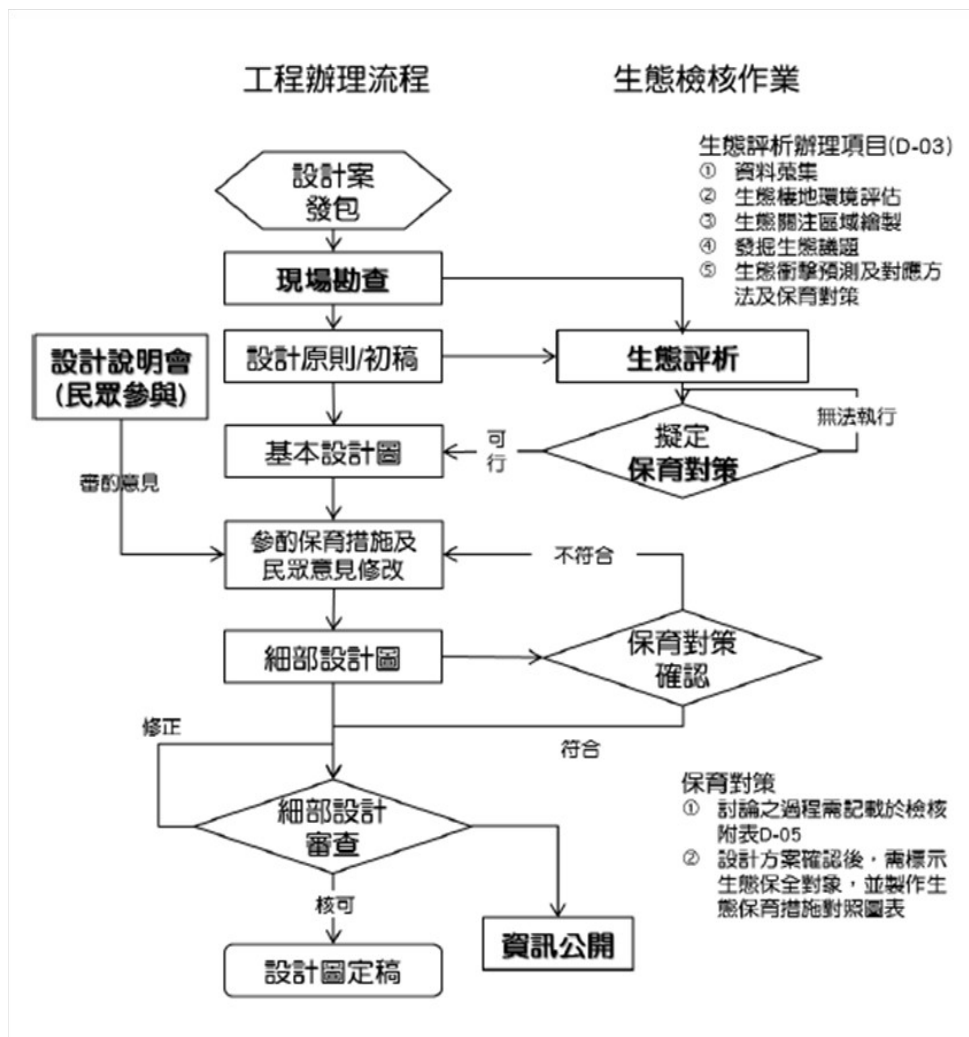 工程辦理流程
生態檢核作業
生態評析辦理項目(D-03)
① 資料蒐集
② 生態棲地環境評估
③ 生態關注區域繪製
④ 發掘生態議題
⑤ 生態衝擊預測及對應方
法及保育對策
設計案
發包
現場勘查
設計說明會
(民眾參與)
設計原則/初稿
生態評析
無法執行
基本設計圖
可
行
擬定
保育對策
審酌意見
參酌保育措施及
民眾意見修改
不符合
細部設計圖
保育對策
確認
修正
符合
細部設計
審查
保育對策
① 討論之過程需記載於檢核
附表D-05
② 設計方案確認後，需標示
生態保全對象，並製作生
態保育措施對照圖表
核可
資訊公開
設計圖定稿